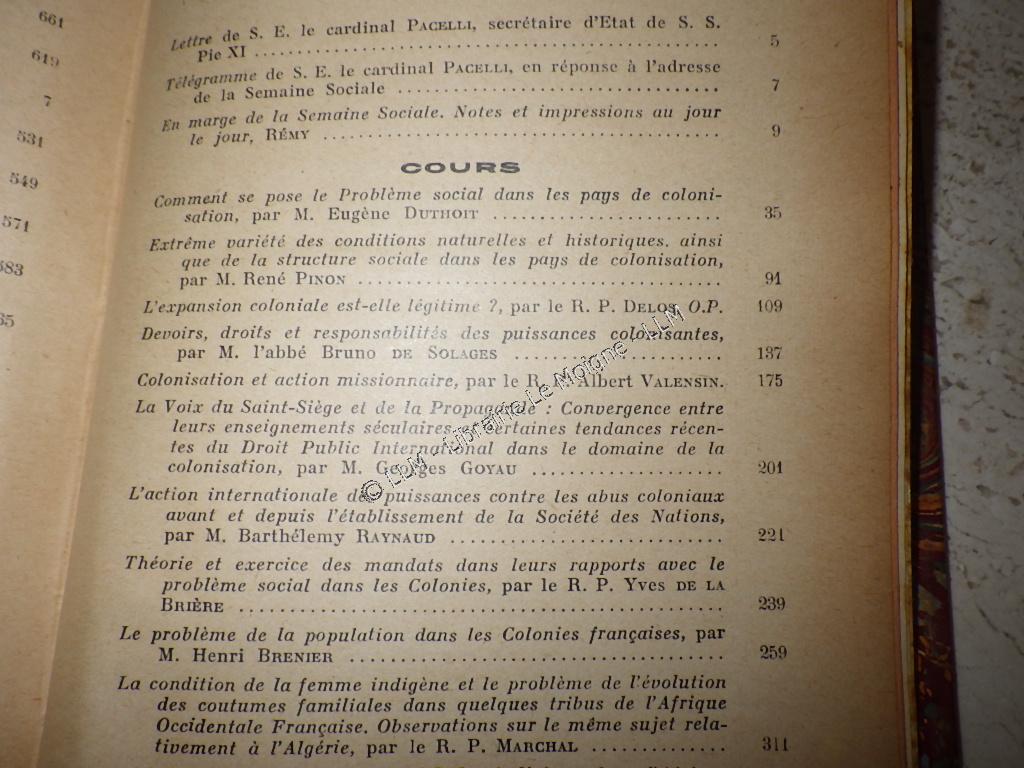 661
619
7
531
549
571
583
65
Lettre de S. E. le cardinal PACELLI, secrétaire d'Etat de S. S.
Pie XI .......... 5
Télégramme de S. E. le cardinal PACELLI, en réponse à l'adresse
de la Semaine Sociale .......... 7
En marge de la Semaine Sociale. Notes et impressions au jour
le jour, RÉMY .......... 9
COURS
Comment se pose le Problème social dans les pays de coloni-
sation, par M. Eugène DUTHOIT .......... 35
Extrême variété des conditions naturelles et historiques. ainsi
que de la structure sociale dans les pays de colonisation,
par M. René PINON .......... 91
L'expansion coloniale est-elle légitime ?, par le R. P. DELOS, O.P. 109
Devoirs, droits et responsabilités des puissances colonisantes,
par M. l'abbé Bruno DE SOLAGES .......... 137
Colonisation et action missionnaire, par le R. P. Albert VALENSIN. 175
La Voix du Saint-Siège et de la Propagande : Convergence entre
leurs enseignements séculaires et certaines tendances récen-
tes du Droit Public International dans le domaine de la
colonisation, par M. Georges GOYAU .......... 201
L'action internationale des puissances contre les abus coloniaux
avant et depuis l'établissement de la Société des Nations,
par M. Barthélemy RAYNAUD .......... 221
Théorie et exercice des mandats dans leurs rapports avec le
problème social dans les Colonies, par le R. P. Yves DE LA
BRIÈRE .......... 239
Le problème de la population dans les Colonies françaises, par
M. Henri BRENIER .......... 259
La condition de la femme indigène et le problème de l'évolution
des coutumes familiales dans quelques tribus de l'Afrique
Occidentale Française. Observations sur le même sujet rela-
tivement à l'Algérie, par le R. P. MARCHAL .......... 311
© LLM - Librairie Le Moigne - LLM